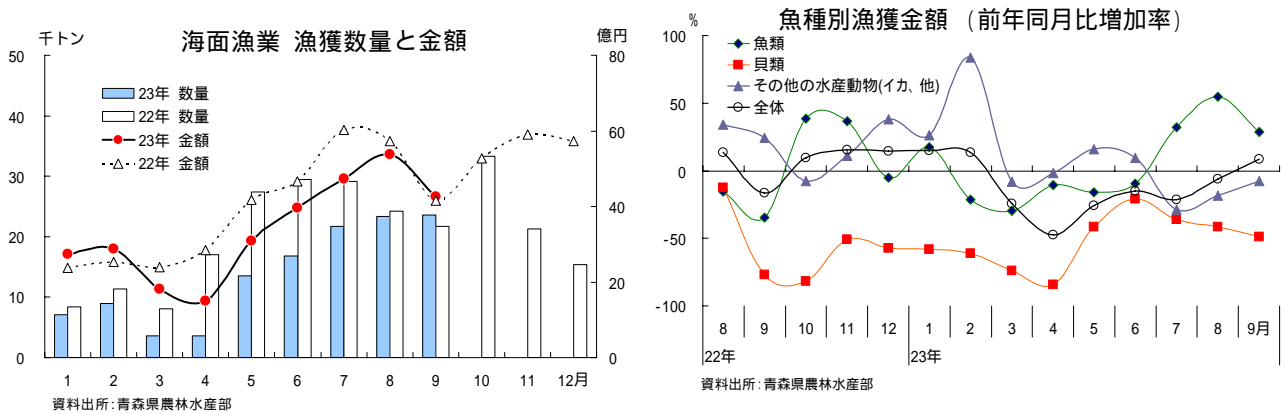 海面漁業 漁獲数量と金額
千トン
億円
50
40
30
20
10
0
80
60
40
20
0
23年 数量
22年 数量
23年 金額
22年 金額
1 2 3 4 5 6 7 8 9 10 11 12月
資料出所:青森県農林水産部
魚種別漁獲金額 (前年同月比増加率)
%
100
50
0
-50
-100
魚類
貝類
その他の水産動物(イカ、他)
全体
8 9 10 11 12 1 2 3 4 5 6 7 8 9月
22年 23年
資料出所:青森県農林水産部